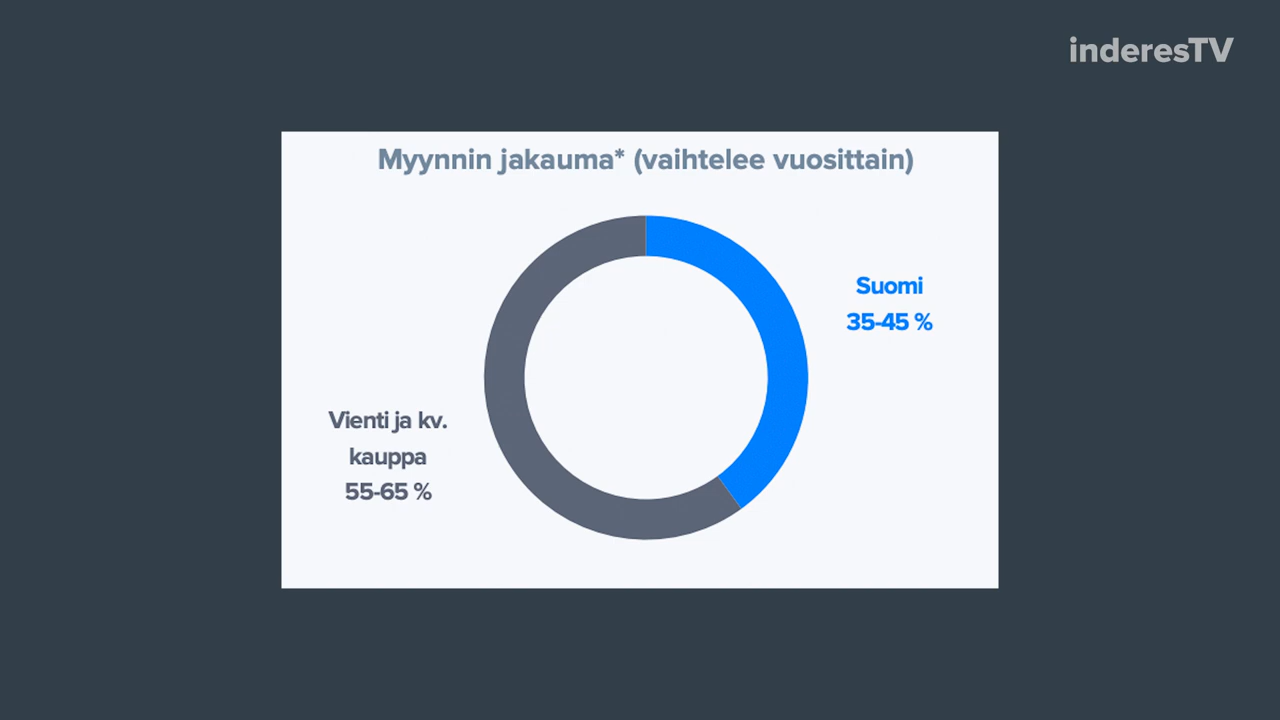 inderesTV
Myynnin jakauma* (vaihtelee vuosittain)
Suomi
35-45 %
Vienti ja kv.
kauppa
55-65 %